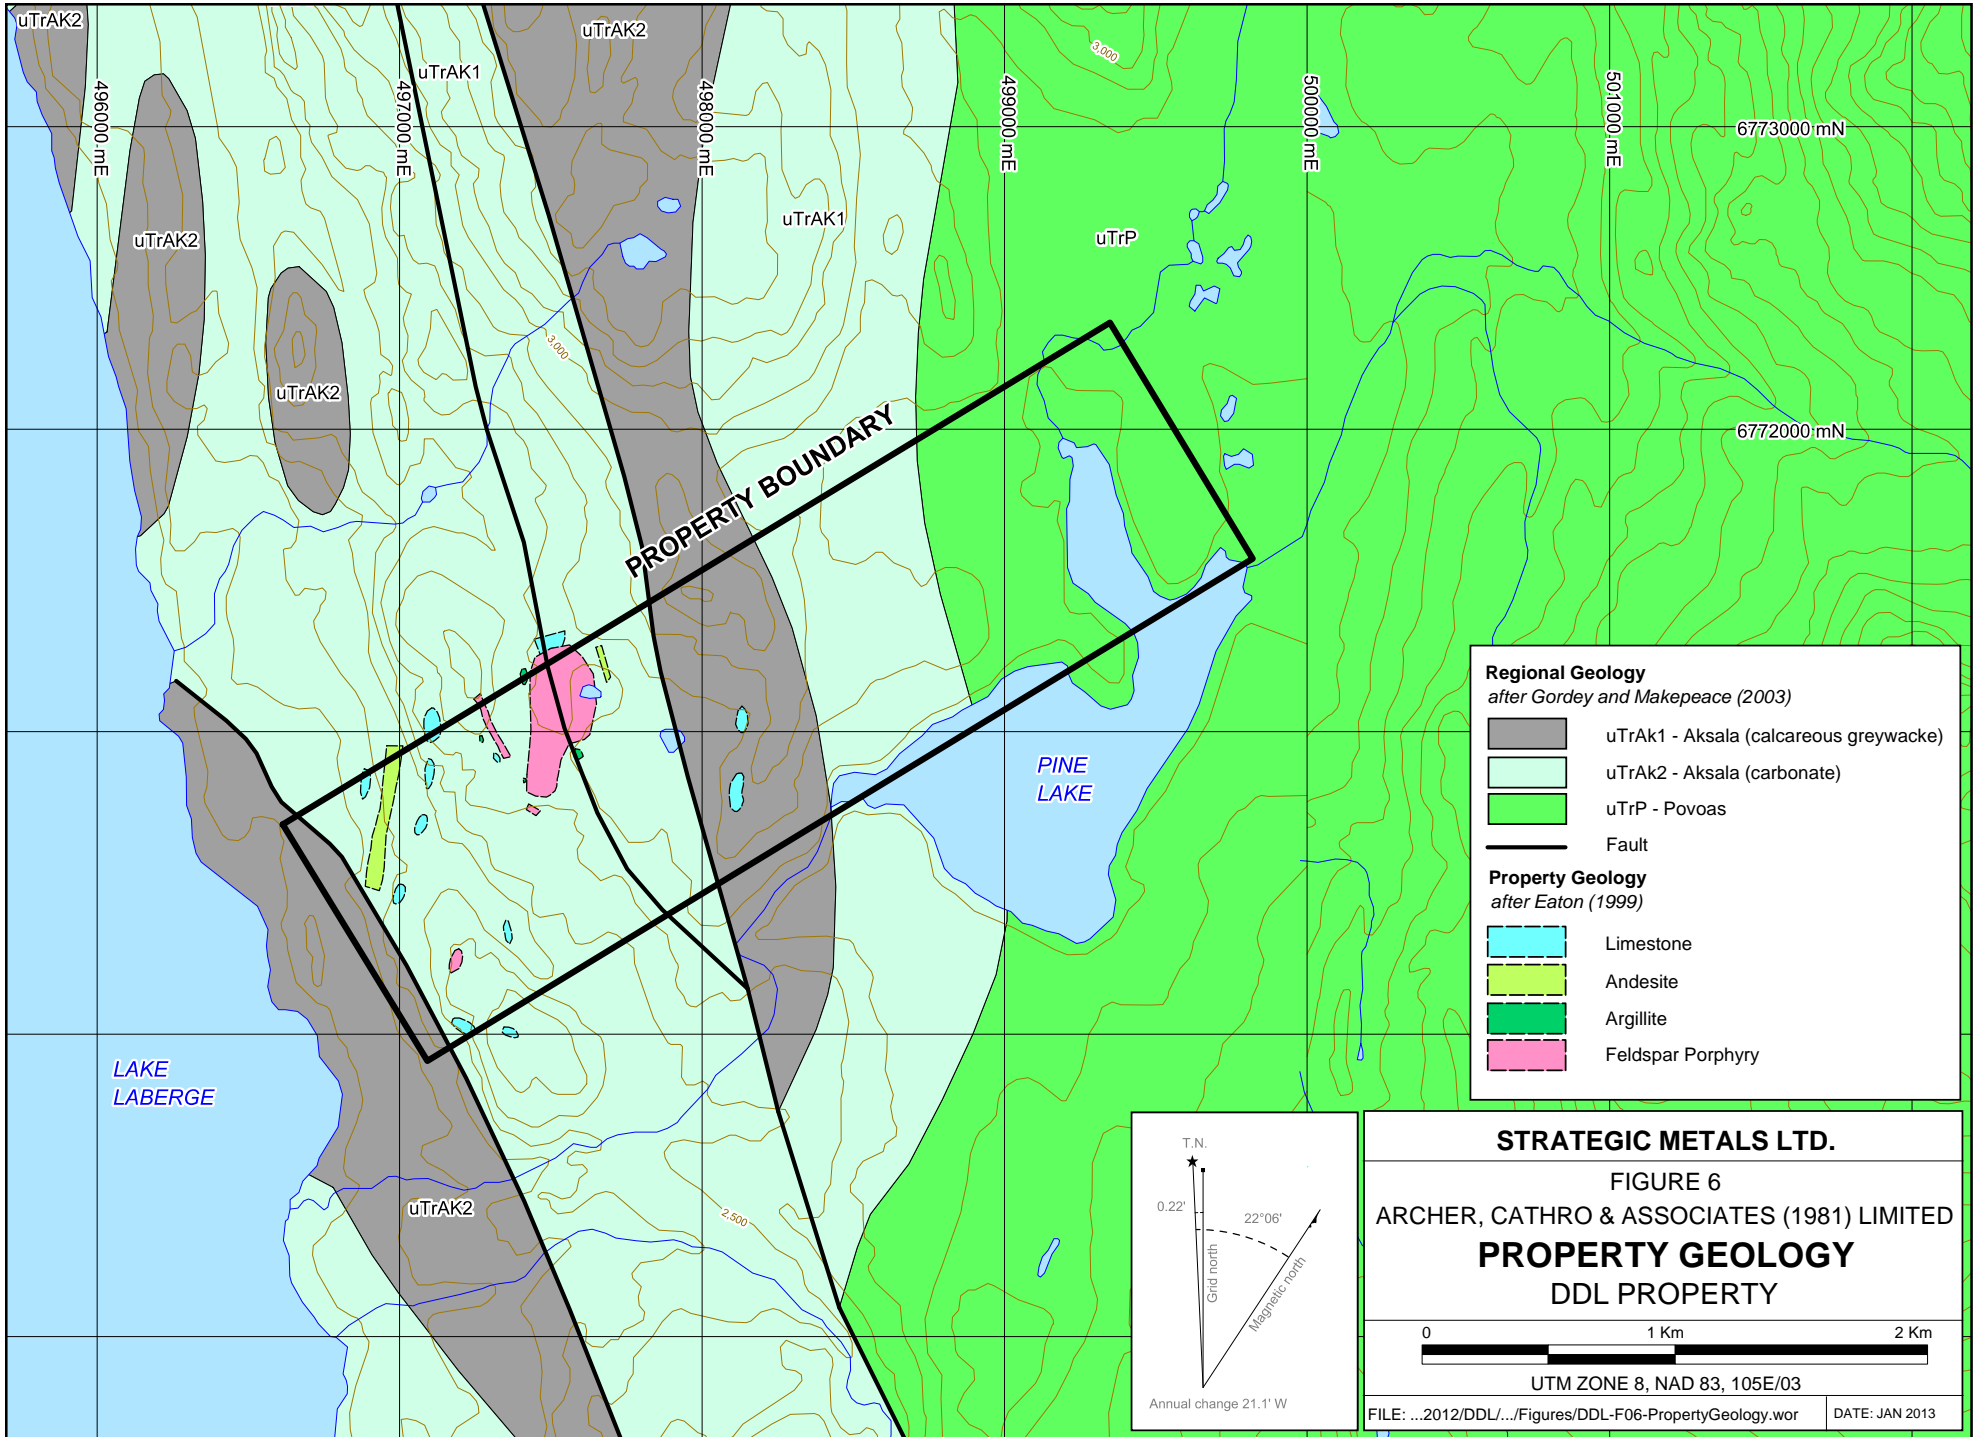 uTrAK2
uTrAK1
uTrAK2
3,000
496000 mE
497000 mE
498000 mE
499000 mE
500000 mE
501000 mE
6773000 mN
uTrAK2
uTrAK1
uTrP
3,000
uTrAK2
6772000 mN
PROPERTY BOUNDARY
PINE
LAKE
LAKE
LABERGE
uTrAK2
2,500
Regional Geology
after Gordey and Makepeace (2003)
uTrAk1 - Aksala (calcareous greywacke)
uTrAk2 - Aksala (carbonate)
uTrP - Povoas
Fault
Property Geology
after Eaton (1999)
Limestone
Andesite
Argillite
Feldspar Porphyry
T.N.
0.22'
22°06'
Grid north
Magnetic north
Annual change 21.1' W
STRATEGIC METALS LTD.
FIGURE 6
ARCHER, CATHRO & ASSOCIATES (1981) LIMITED
PROPERTY GEOLOGY
DDL PROPERTY
0 1 Km 2 Km
UTM ZONE 8, NAD 83, 105E/03
FILE: ...2012/DDL/.../Figures/DDL-F06-PropertyGeology.wor
DATE: JAN 2013